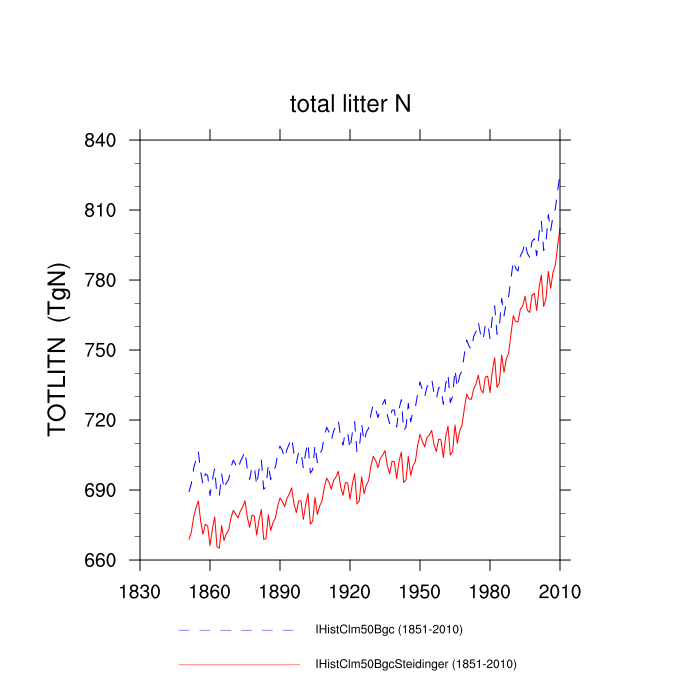 total litter N
840
810
780
750
720
690
660
TOTLITN (TgN)
1830 1860 1890 1920 1950 1980 2010
IHistClm50Bgc (1851-2010)
IHistClm50BgcSteidinger (1851-2010)